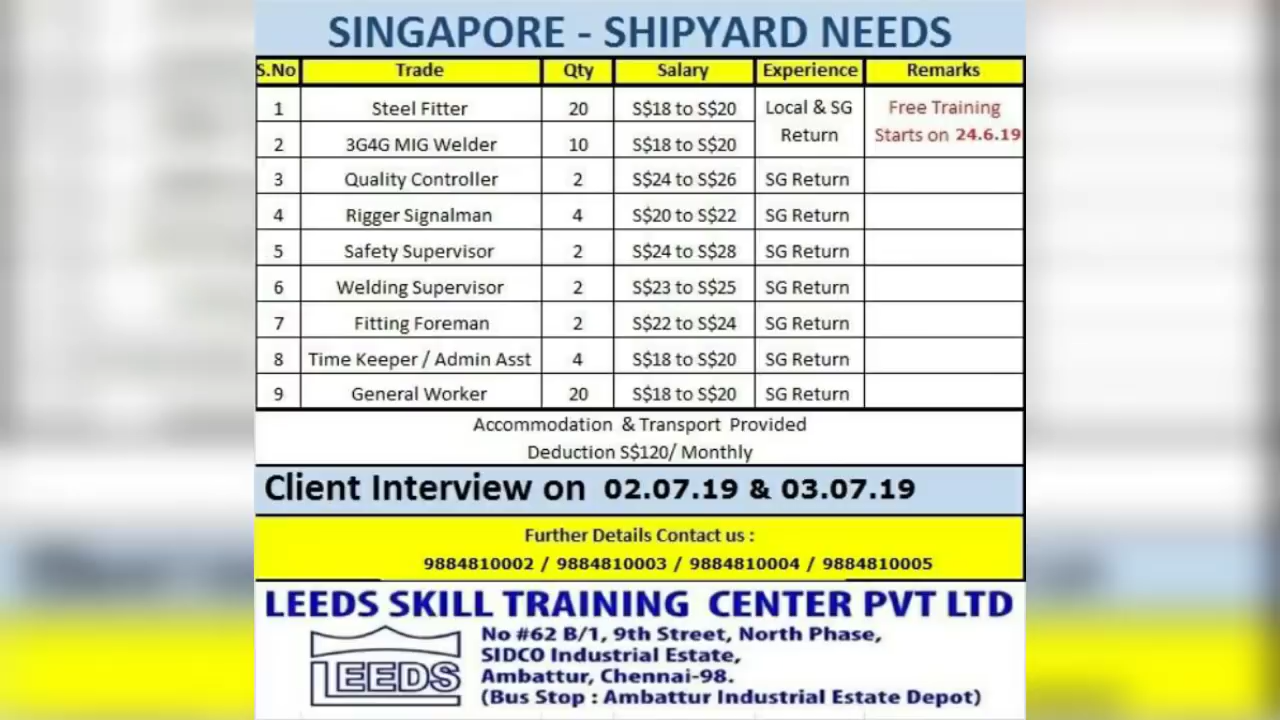 SINGAPORE - SHIPYARD NEEDS
S.No Trade Qty Salary Experience Remarks
1 Steel Fitter 20 S$18 to S$20 Local & SG Return Free Training Starts on 24.6.19
2 3G4G MIG Welder 10 S$18 to S$20
3 Quality Controller 2 S$24 to S$26 SG Return
4 Rigger Signalman 4 S$20 to S$22 SG Return
5 Safety Supervisor 2 S$24 to S$28 SG Return
6 Welding Supervisor 2 S$23 to S$25 SG Return
7 Fitting Foreman 2 S$22 to S$24 SG Return
8 Time Keeper / Admin Asst 4 S$18 to S$20 SG Return
9 General Worker 20 S$18 to S$20 SG Return
Accommodation & Transport Provided
Deduction S$120/ Monthly
Client Interview on 02.07.19 & 03.07.19
Further Details Contact us :
9884810002 / 9884810003 / 9884810004 / 9884810005
LEEDS SKILL TRAINING CENTER PVT LTD
LEEDS
No #62 B/1, 9th Street, North Phase,
SIDCO Industrial Estate,
Ambattur, Chennai-98.
(Bus Stop : Ambattur Industrial Estate Depot)